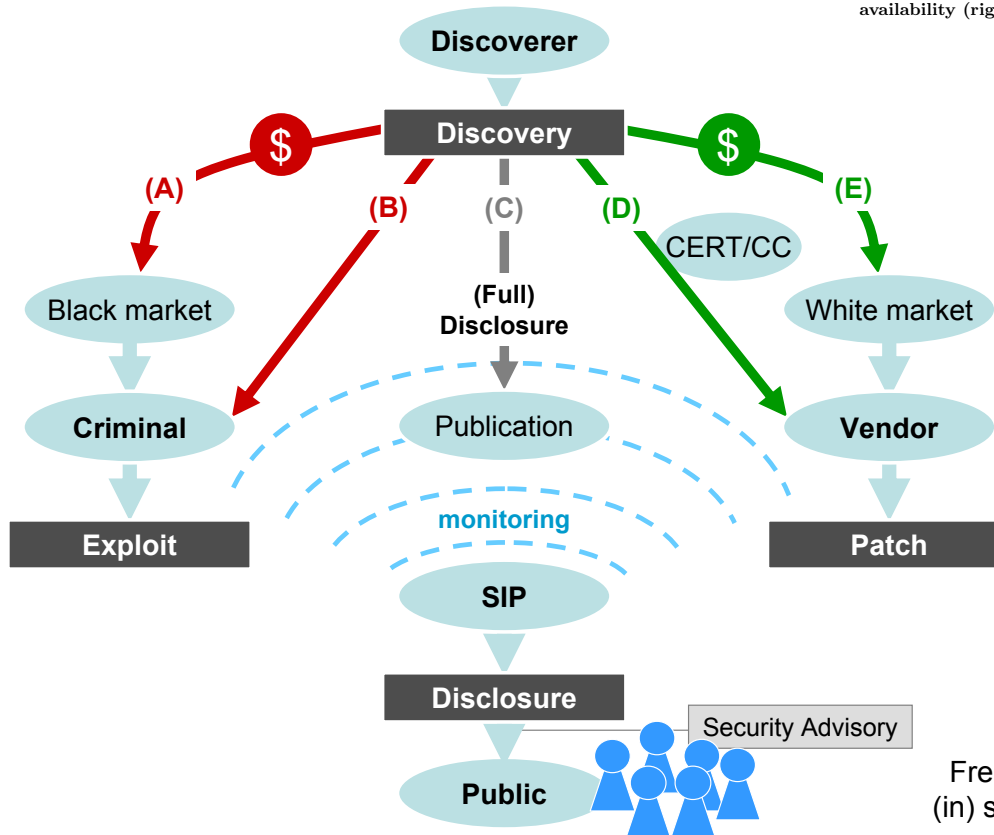 availability (rig
Discoverer
Discovery
$
$
(A)
(B)
(C)
(D)
(E)
CERT/CC
Black market
(Full)
Disclosure
White market
Criminal
Publication
Vendor
monitoring
Exploit
Patch
SIP
Disclosure
Security Advisory
Public
Fre
(in) s